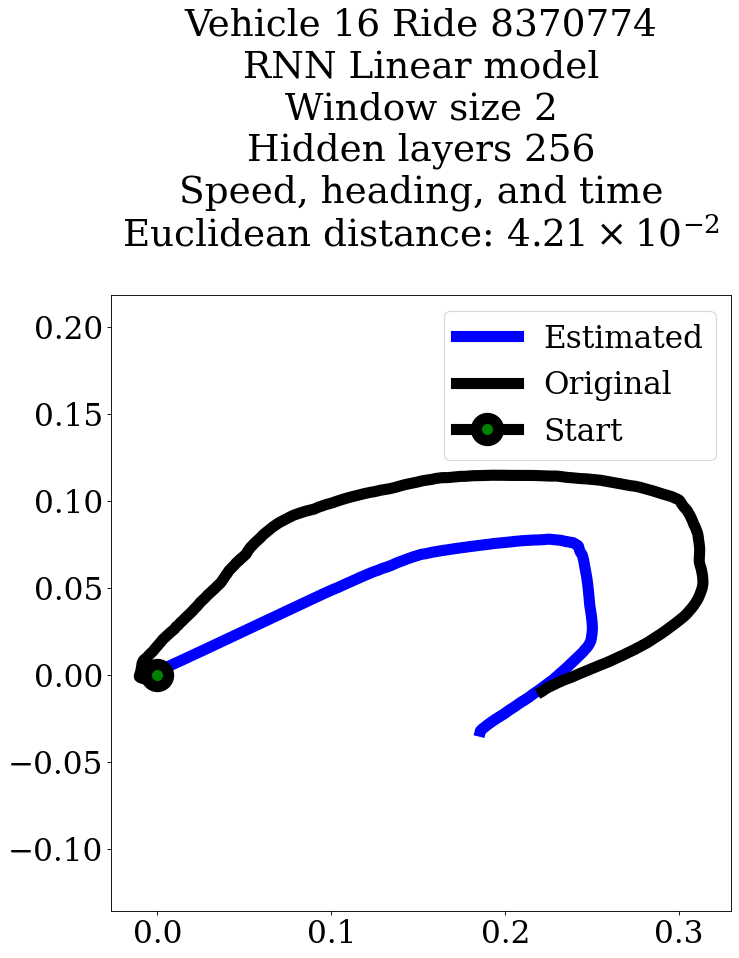 Vehicle 16 Ride 8370774
RNN Linear model
Window size 2
Hidden layers 256
Speed, heading, and time
Euclidean distance: 4.21 × 10⁻²
Estimated
Original
Start
0.20
0.15
0.10
0.05
0.00
−0.05
−0.10
0.0 0.1 0.2 0.3